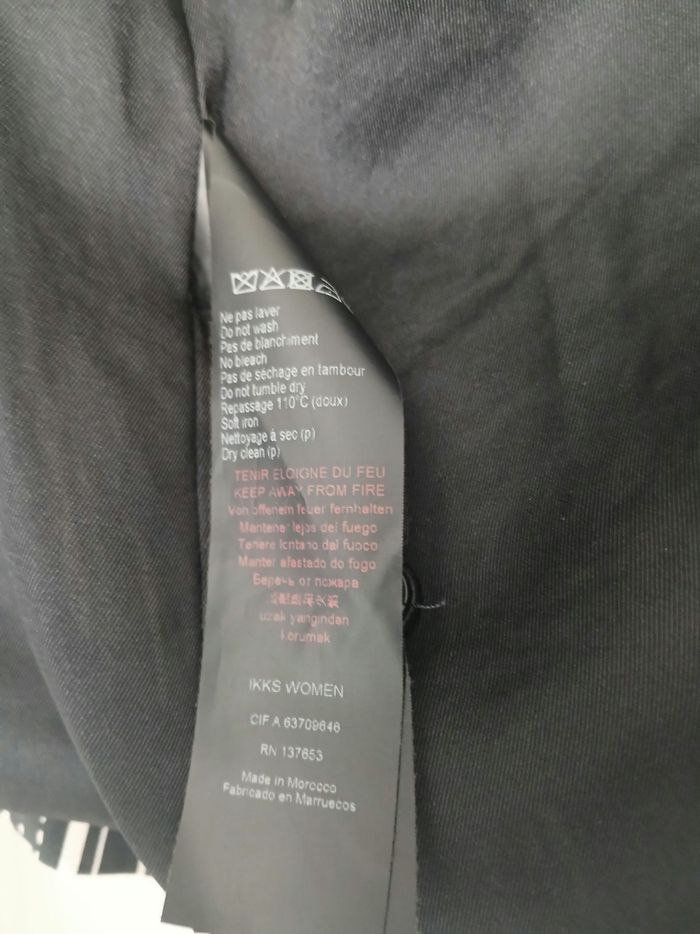 Ne pas laver
Do not wash
Pas de blanchiment
No bleach
Pas de séchage en tambour
Do not tumble dry
Repassage 110°C (doux)
Soft iron
Nettoyage à sec (p)
Dry clean (p)
TENIR ELOIGNE DU FEU
KEEP AWAY FROM FIRE
Von offenem feuer fernhalten
Mantener lejos del fuego
Tenere lontano dal fuoco
Manter afastado do fogo
Беречь от пожара
uzak yangindan
korumak
IKKS WOMEN
CIF A 63709646
RN 137653
Made in Morocco
Fabricado en Marruecos